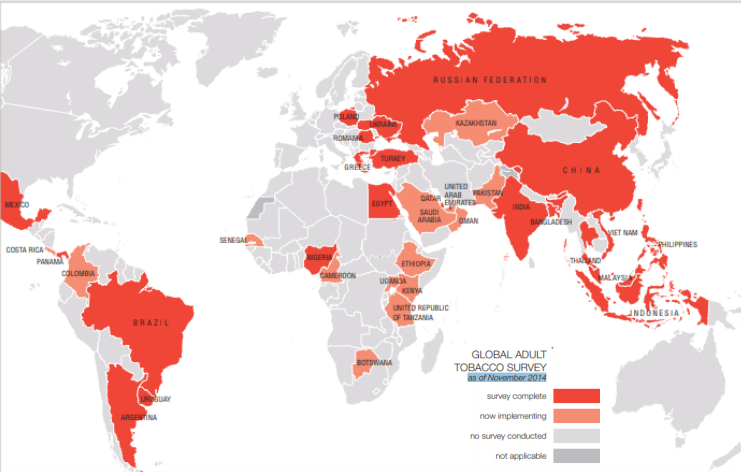 RUSSIAN FEDERATION
POLAND
UKRAINE
KAZAKHSTAN
ROMANIA
GREECE
TURKEY
CHINA
MEXICO
EGYPT
QATAR
UNITED
ARAB
EMIRATES
PAKISTAN
SAUDI
ARABIA
OMAN
INDIA
BANGLADESH
VIET NAM
PHILIPPINES
THAILAND
MALAYSIA
INDONESIA
COSTA RICA
PANAMA
COLOMBIA
SENEGAL
NIGERIA
CAMEROON
ETHIOPIA
UGANDA
KENYA
UNITED REPUBLIC
OF TANZANIA
BRAZIL
BOTSWANA
URUGUAY
ARGENTINA
GLOBAL ADULT
TOBACCO SURVEY
as of November 2014
survey complete
now implementing
no survey conducted
not applicable